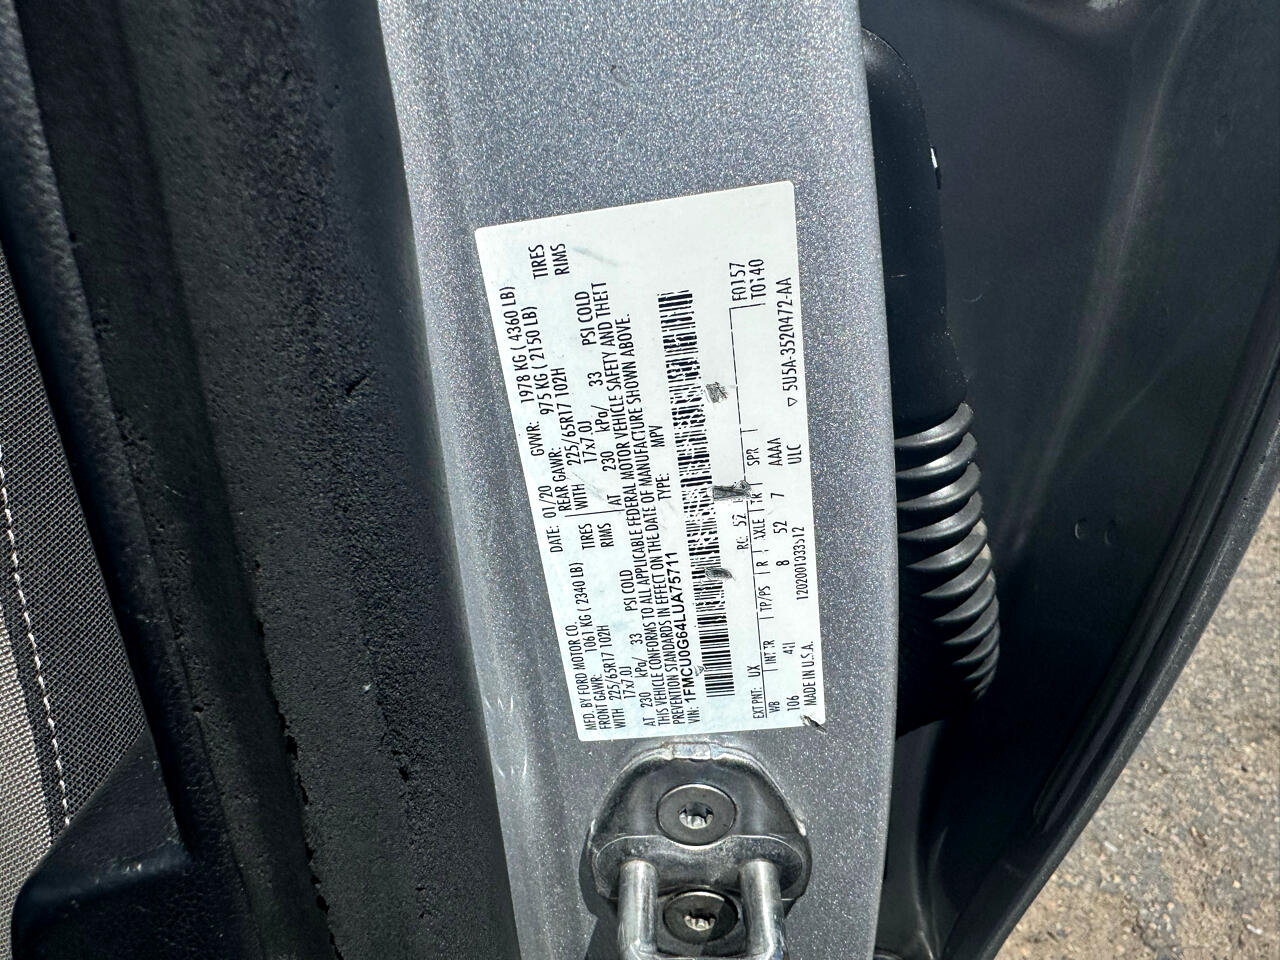 MFD. BY FORD MOTOR CO.
DATE: 01/20 GVWR: 1978 KG ( 4360 LB)
FRONT GAWR: 1061 KG ( 2340 LB) REAR GAWR: 975 KG ( 2150 LB)
WITH 225/65R17 102H TIRES WITH 225/65R17 102H TIRES
17x7.0J RIMS 17x7.0J RIMS
AT 230 kPa/ 33 PSI COLD AT 230 kPa/ 33 PSI COLD
THIS VEHICLE CONFORMS TO ALL APPLICABLE FEDERAL MOTOR VEHICLE SAFETY AND THEFT
PREVENTION STANDARDS IN EFFECT ON THE DATE OF MANUFACTURE SHOWN ABOVE.
VIN: 1FMCU0G64LUA75711 TYPE: MPV
F0157
EXT PNT: UX RC: 52 T0140
WB INT TR TP/PS R AXLE TR SPR
106 8 52 7 AAAA
MADE IN U.S.A. ULC ▽ 5U5A-3520472-AA